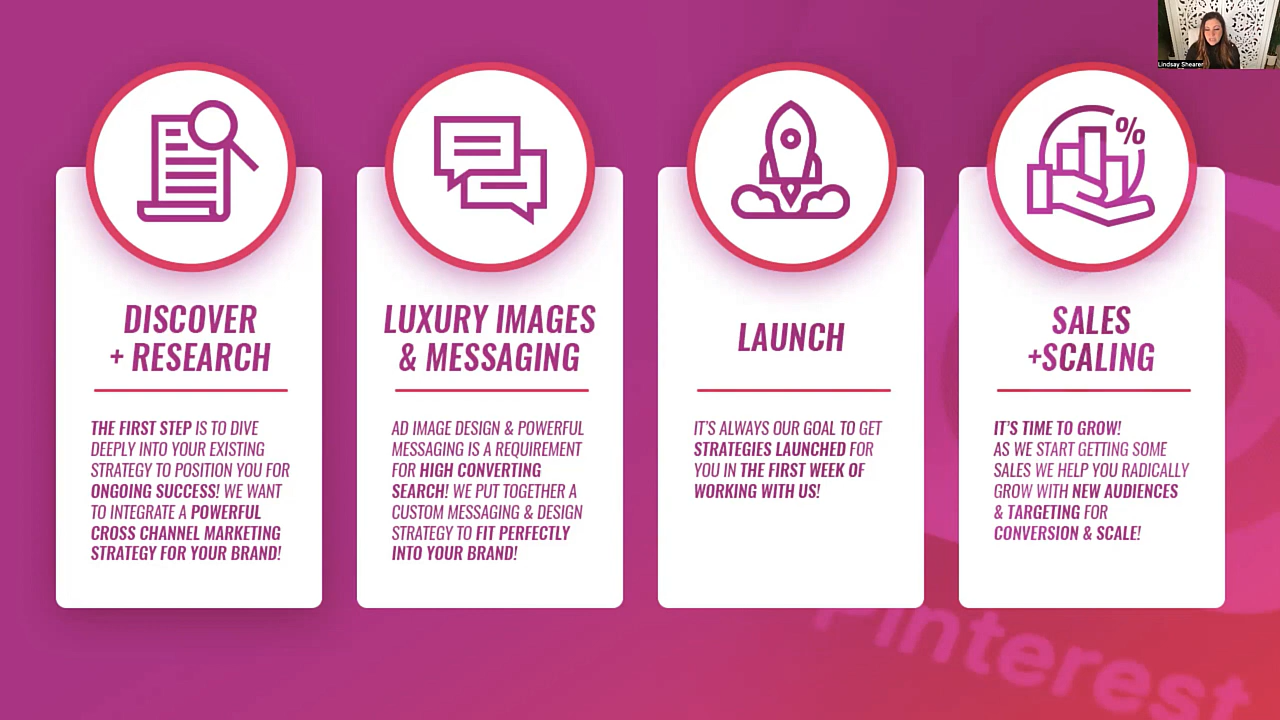 Lindsay Shearer
%
DISCOVER
+ RESEARCH
THE FIRST STEP IS TO DIVE
DEEPLY INTO YOUR EXISTING
STRATEGY TO POSITION YOU FOR
ONGOING SUCCESS! WE WANT
TO INTEGRATE A POWERFUL
CROSS CHANNEL MARKETING
STRATEGY FOR YOUR BRAND!
LUXURY IMAGES
& MESSAGING
AD IMAGE DESIGN & POWERFUL
MESSAGING IS A REQUIREMENT
FOR HIGH CONVERTING
SEARCH! WE PUT TOGETHER A
CUSTOM MESSAGING & DESIGN
STRATEGY TO FIT PERFECTLY
INTO YOUR BRAND!
LAUNCH
IT'S ALWAYS OUR GOAL TO GET
STRATEGIES LAUNCHED FOR
YOU IN THE FIRST WEEK OF
WORKING WITH US!
SALES
+SCALING
IT'S TIME TO GROW!
AS WE START GETTING SOME
SALES WE HELP YOU RADICALLY
GROW WITH NEW AUDIENCES
& TARGETING FOR
CONVERSION & SCALE!
Pinterest